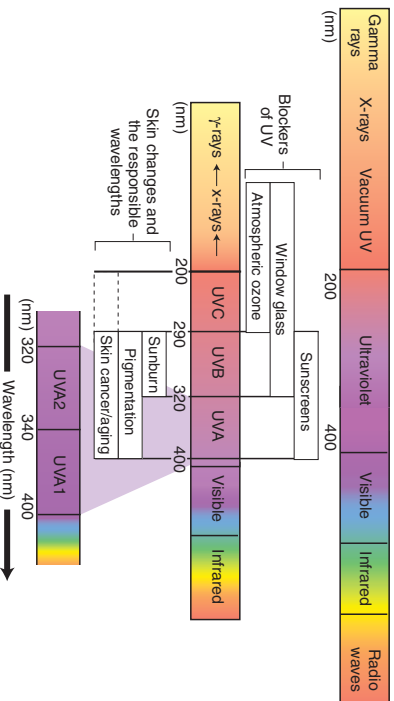 Gamma
rays
X-rays
Vacuum UV
Ultraviolet
Visible
Infrared
Radio
waves
(nm)
200
400
Blockers
of UV
Sunscreens
Window glass
Atmospheric ozone
γ-rays ← x-rays ←
UVC
UVB
UVA
Visible
Infrared
(nm)
200
290
320
400
Skin changes and
the responsible
wavelengths
Sunburn
Pigmentation
Skin cancer/aging
UVA2
UVA1
(nm)
320
340
400
Wavelength (nm)